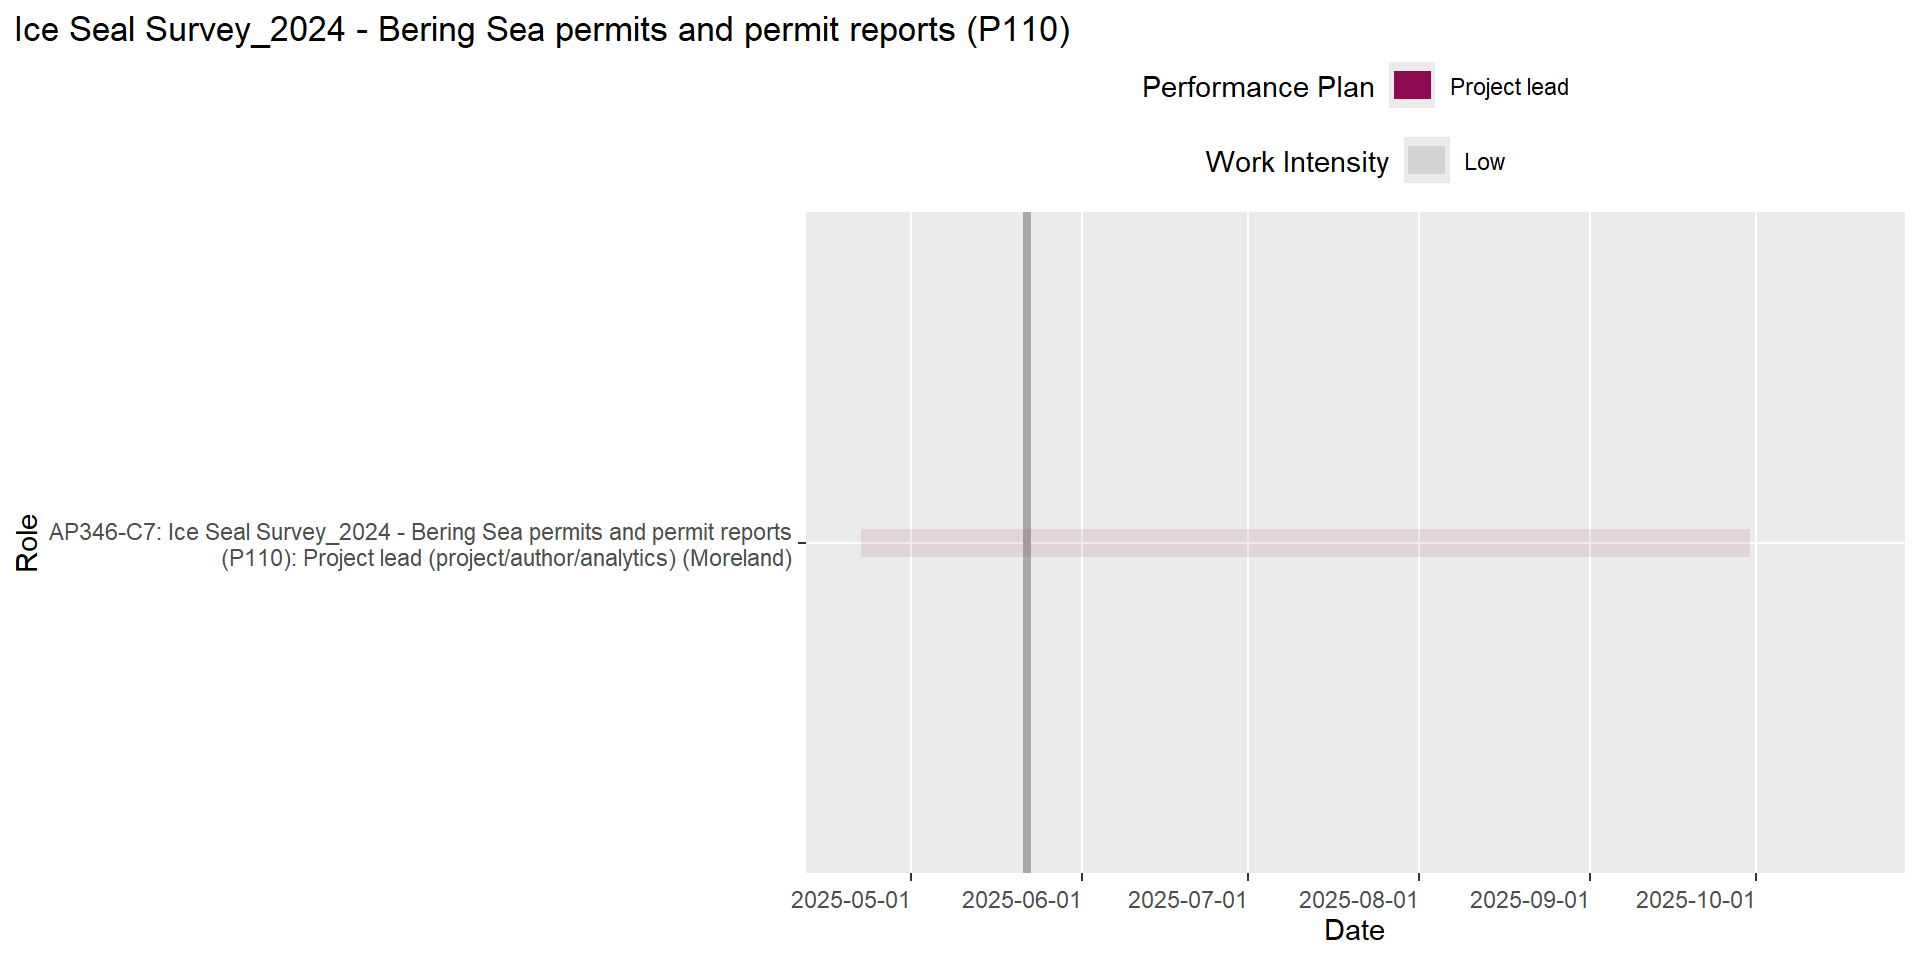 Ice Seal Survey_2024 - Bering Sea permits and permit reports (P110)
Performance Plan Project lead
Work Intensity Low
Role
AP346-C7: Ice Seal Survey_2024 - Bering Sea permits and permit reports
(P110): Project lead (project/author/analytics) (Moreland)
2025-05-01 2025-06-01 2025-07-01 2025-08-01 2025-09-01 2025-10-01
Date